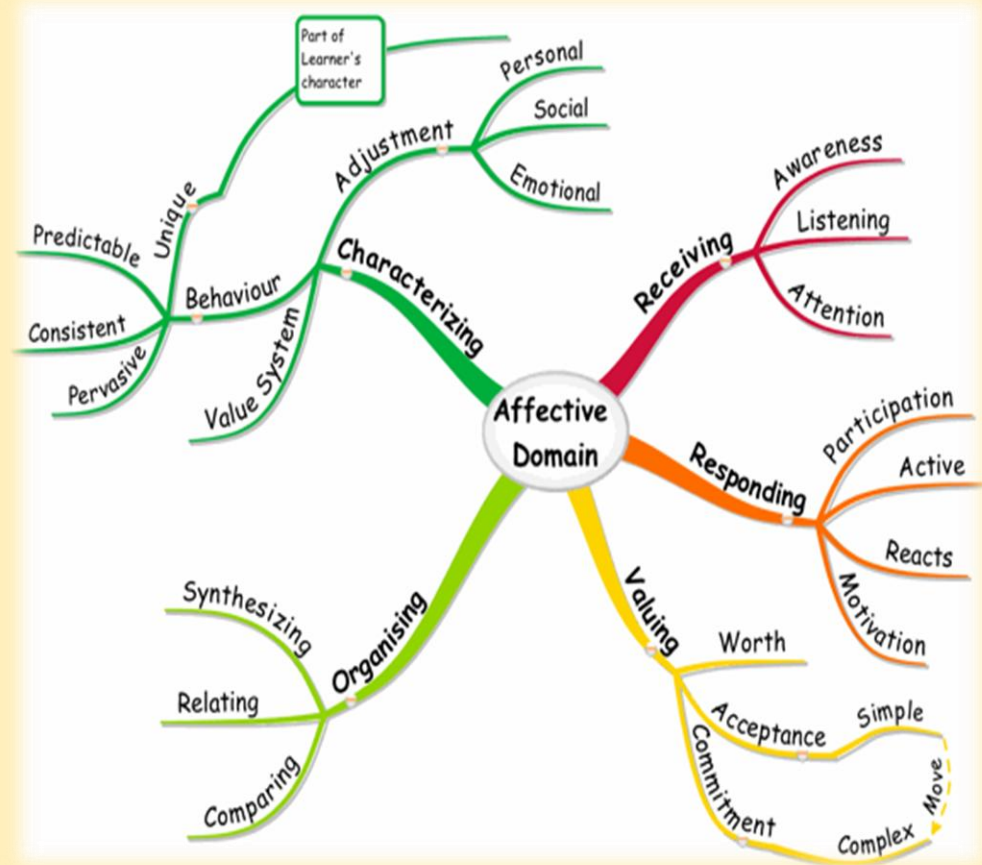 Affective
Domain
Receiving
Awareness
Listening
Attention
Responding
Participation
Active
Reacts
Motivation
Valuing
Worth
Acceptance
Simple
Move
Complex
Commitment
Organising
Synthesizing
Relating
Comparing
Characterizing
Adjustment
Personal
Social
Emotional
Behaviour
Unique
Part of
Learner's
character
Predictable
Consistent
Pervasive
Value System